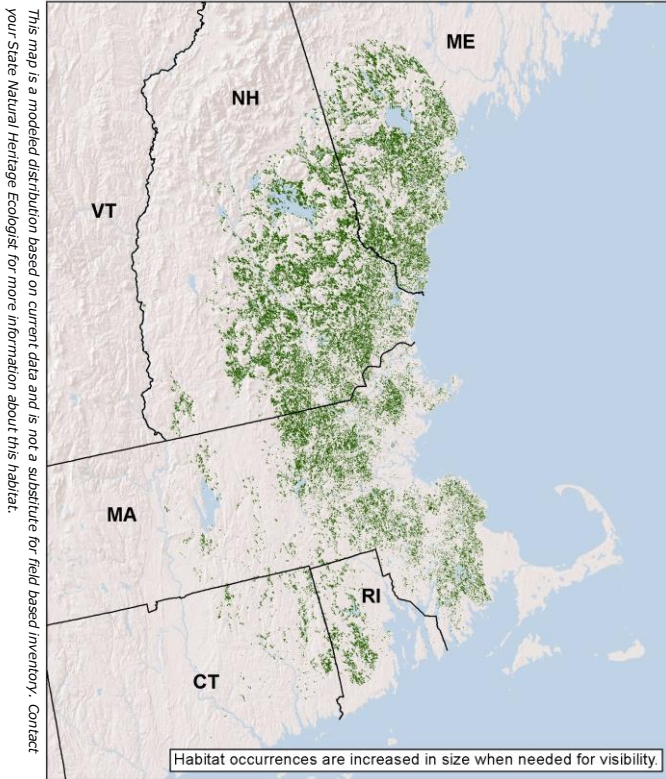 This map is a modeled distribution based on current data and is not a substitute for field based inventory. Contact
your State Natural Heritage Ecologist for more information about this habitat.
ME
NH
VT
MA
RI
CT
Habitat occurrences are increased in size when needed for visibility.